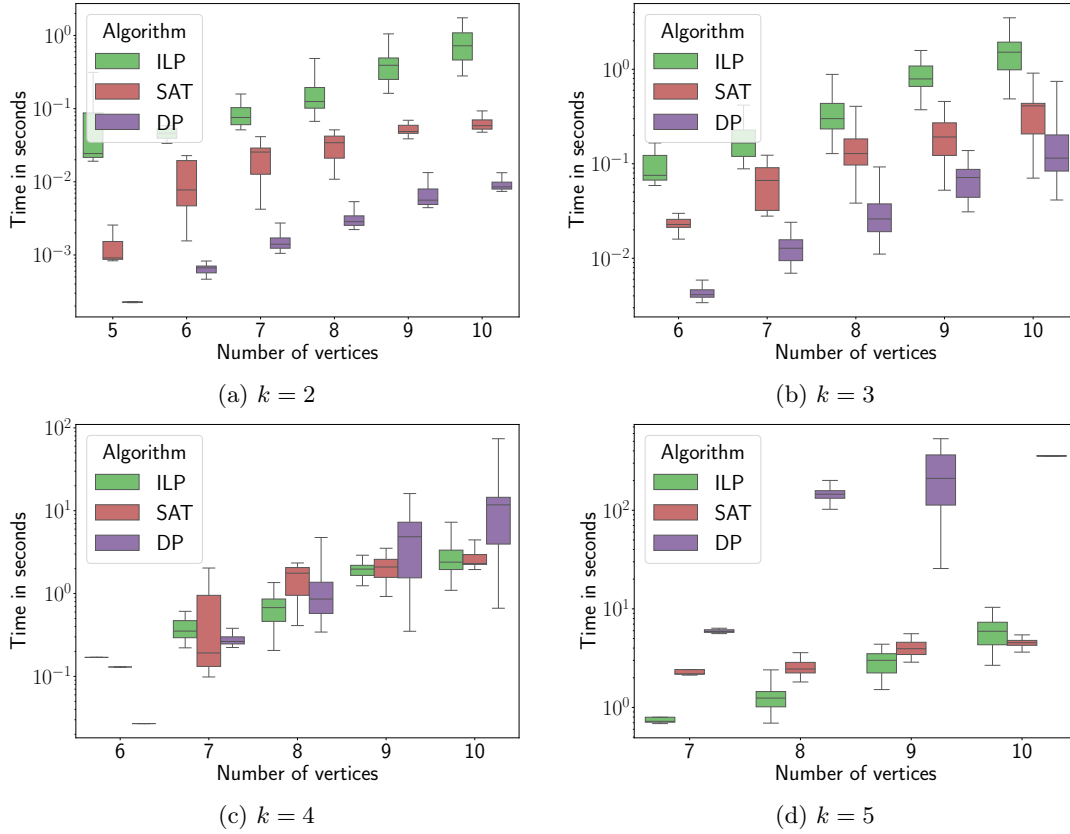 Algorithm
ILP
SAT
DP
Time in seconds
10^0
10^-1
10^-2
10^-3
5 6 7 8 9 10
Number of vertices
(a) k = 2
Algorithm
ILP
SAT
DP
Time in seconds
10^0
10^-1
10^-2
6 7 8 9 10
Number of vertices
(b) k = 3
Algorithm
ILP
SAT
DP
Time in seconds
10^2
10^1
10^0
10^-1
6 7 8 9 10
Number of vertices
(c) k = 4
Algorithm
ILP
SAT
DP
Time in seconds
10^2
10^1
10^0
7 8 9 10
Number of vertices
(d) k = 5